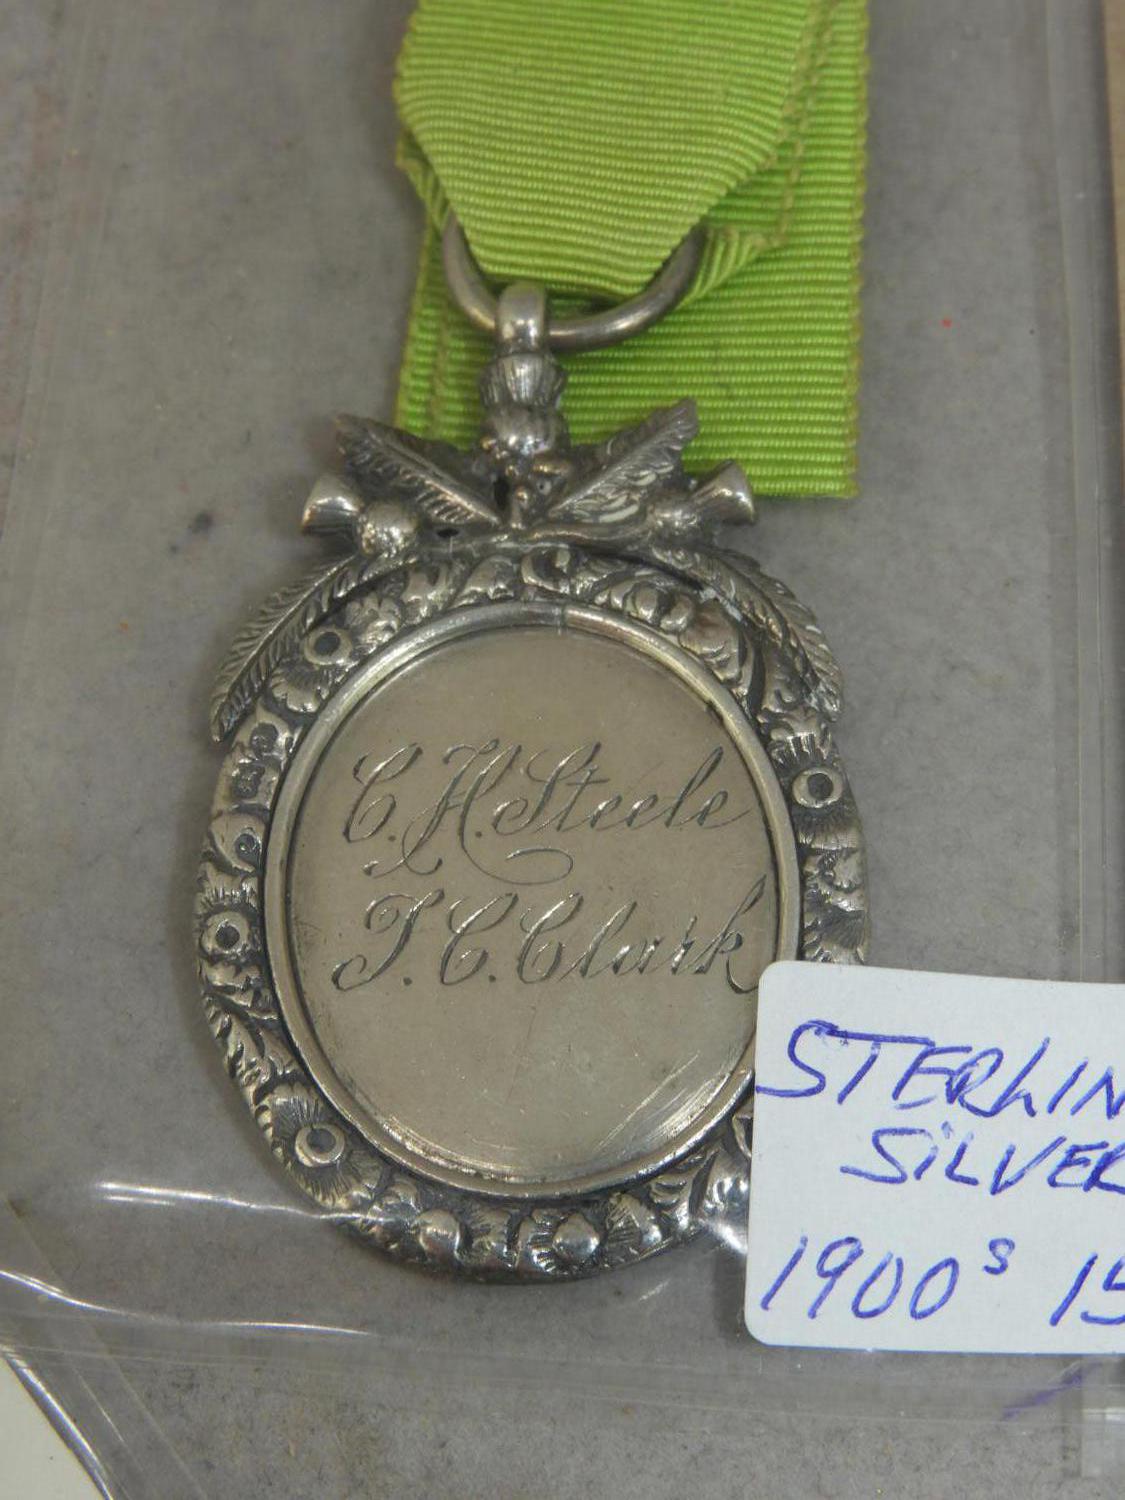 C. H. Steele
T. C. Clark
STERLIN
SILVER
1900s 15